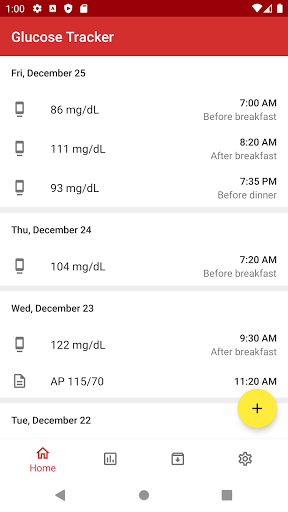 1:00
Glucose Tracker
Fri, December 25
86 mg/dL
7:00 AM
Before breakfast
111 mg/dL
8:20 AM
After breakfast
93 mg/dL
7:35 PM
Before dinner
Thu, December 24
104 mg/dL
7:20 AM
Before breakfast
Wed, December 23
122 mg/dL
9:30 AM
After breakfast
AP 115/70
11:20 AM
Tue, December 22
Home